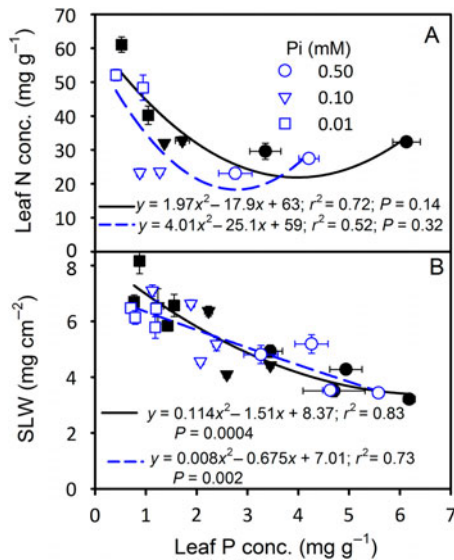 A
Pi (mM)
0.50
0.10
0.01
Leaf N conc. (mg g⁻¹)
70
60
50
40
30
20
10
0
y = 1.97x² – 17.9x + 63; r² = 0.72; P = 0.14
y = 4.01x² – 25.1x + 59; r² = 0.52; P = 0.32
B
SLW (mg cm⁻²)
8
6
4
2
0
y = 0.114x² – 1.51x + 8.37; r² = 0.83
P = 0.0004
y = 0.008x² – 0.675x + 7.01; r² = 0.73
P = 0.002
0 1 2 3 4 5 6 7
Leaf P conc. (mg g⁻¹)